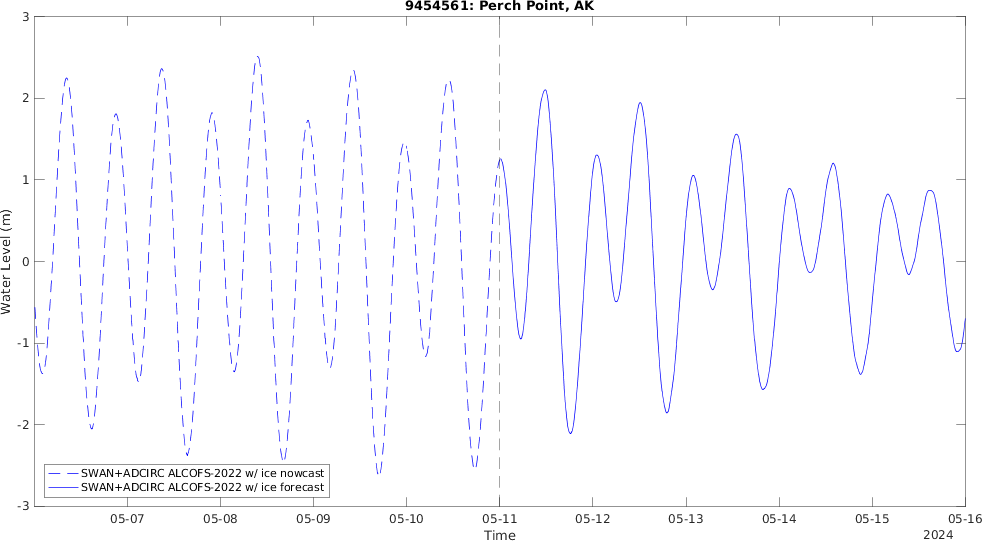 9454561: Perch Point, AK
3
2
1
0
-1
-2
-3
Water Level (m)
SWAN+ADCIRC ALCOFS-2022 w/ ice nowcast
SWAN+ADCIRC ALCOFS-2022 w/ ice forecast
05-07 05-08 05-09 05-10 05-11 05-12 05-13 05-14 05-15 05-16
Time
2024